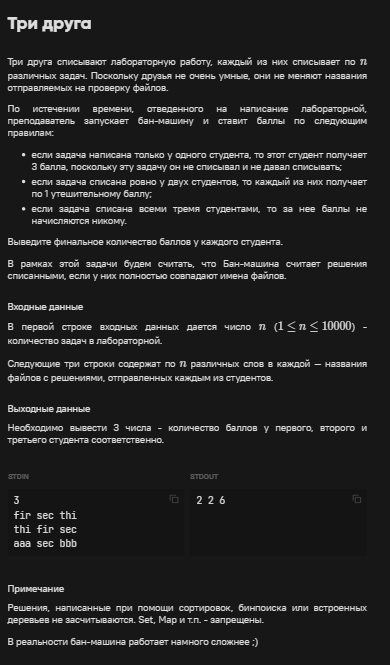 Три друга
Три друга списывают лабораторную работу, каждый из них списывает по n
различных задач. Поскольку друзья не очень умные, они не меняют названия
отправляемых на проверку файлов.
По истечении времени, отведенного на написание лабораторной,
преподаватель запускает бан-машину и ставит баллы по следующим
правилам:
• если задача написана только у одного студента, то этот студент получает
3 балла, поскольку эту задачу он не списывал и не давал списывать;
• если задача списана ровно у двух студентов, то каждый из них получает
по 1 утешительному баллу;
• если задача списана всеми тремя студентами, то за нее баллы не
начисляются никому.
Выведите финальное количество баллов у каждого студента.
В рамках этой задачи будем считать, что Бан-машина считает решения
списанными, если у них полностью совпадают имена файлов.
Входные данные
В первой строке входных данных дается число n (1 ≤ n ≤ 10000) -
количество задач в лабораторной.
Следующие три строки содержат по n различных слов в каждой — названия
файлов с решениями, отправленных каждым из студентов.
Выходные данные
Необходимо вывести 3 числа - количество баллов у первого, второго и
третьего студента соответственно.
STDIN
3
fir sec thi
thi fir sec
aaa sec bbb
STDOUT
2 2 6
Примечание
Решения, написанные при помощи сортировок, бинпоиска или встроенных
деревьев не засчитываются. Set, Map и т.п. - запрещены.
В реальности бан-машина работает намного сложнее ;)